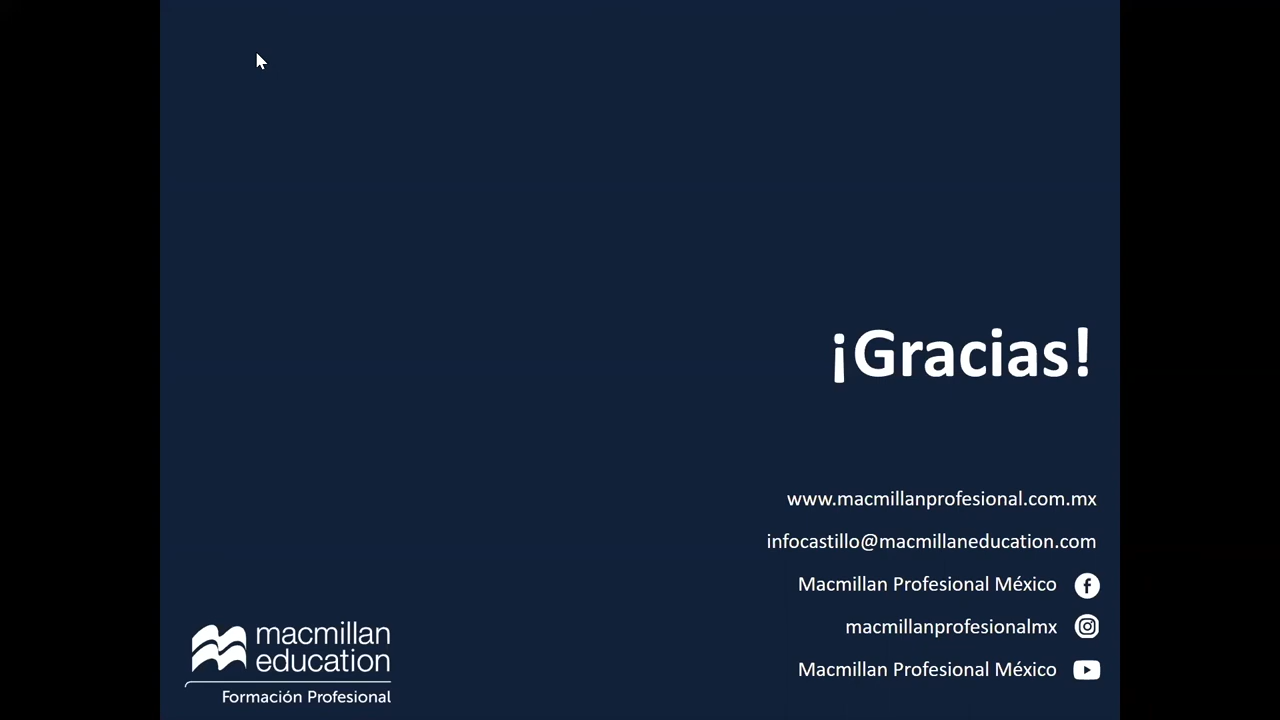 ¡Gracias!
www.macmillanprofesional.com.mx
infocastillo@macmillaneducation.com
Macmillan Profesional México
macmillanprofesionalmx
Macmillan Profesional México
macmillan
education
Formación Profesional